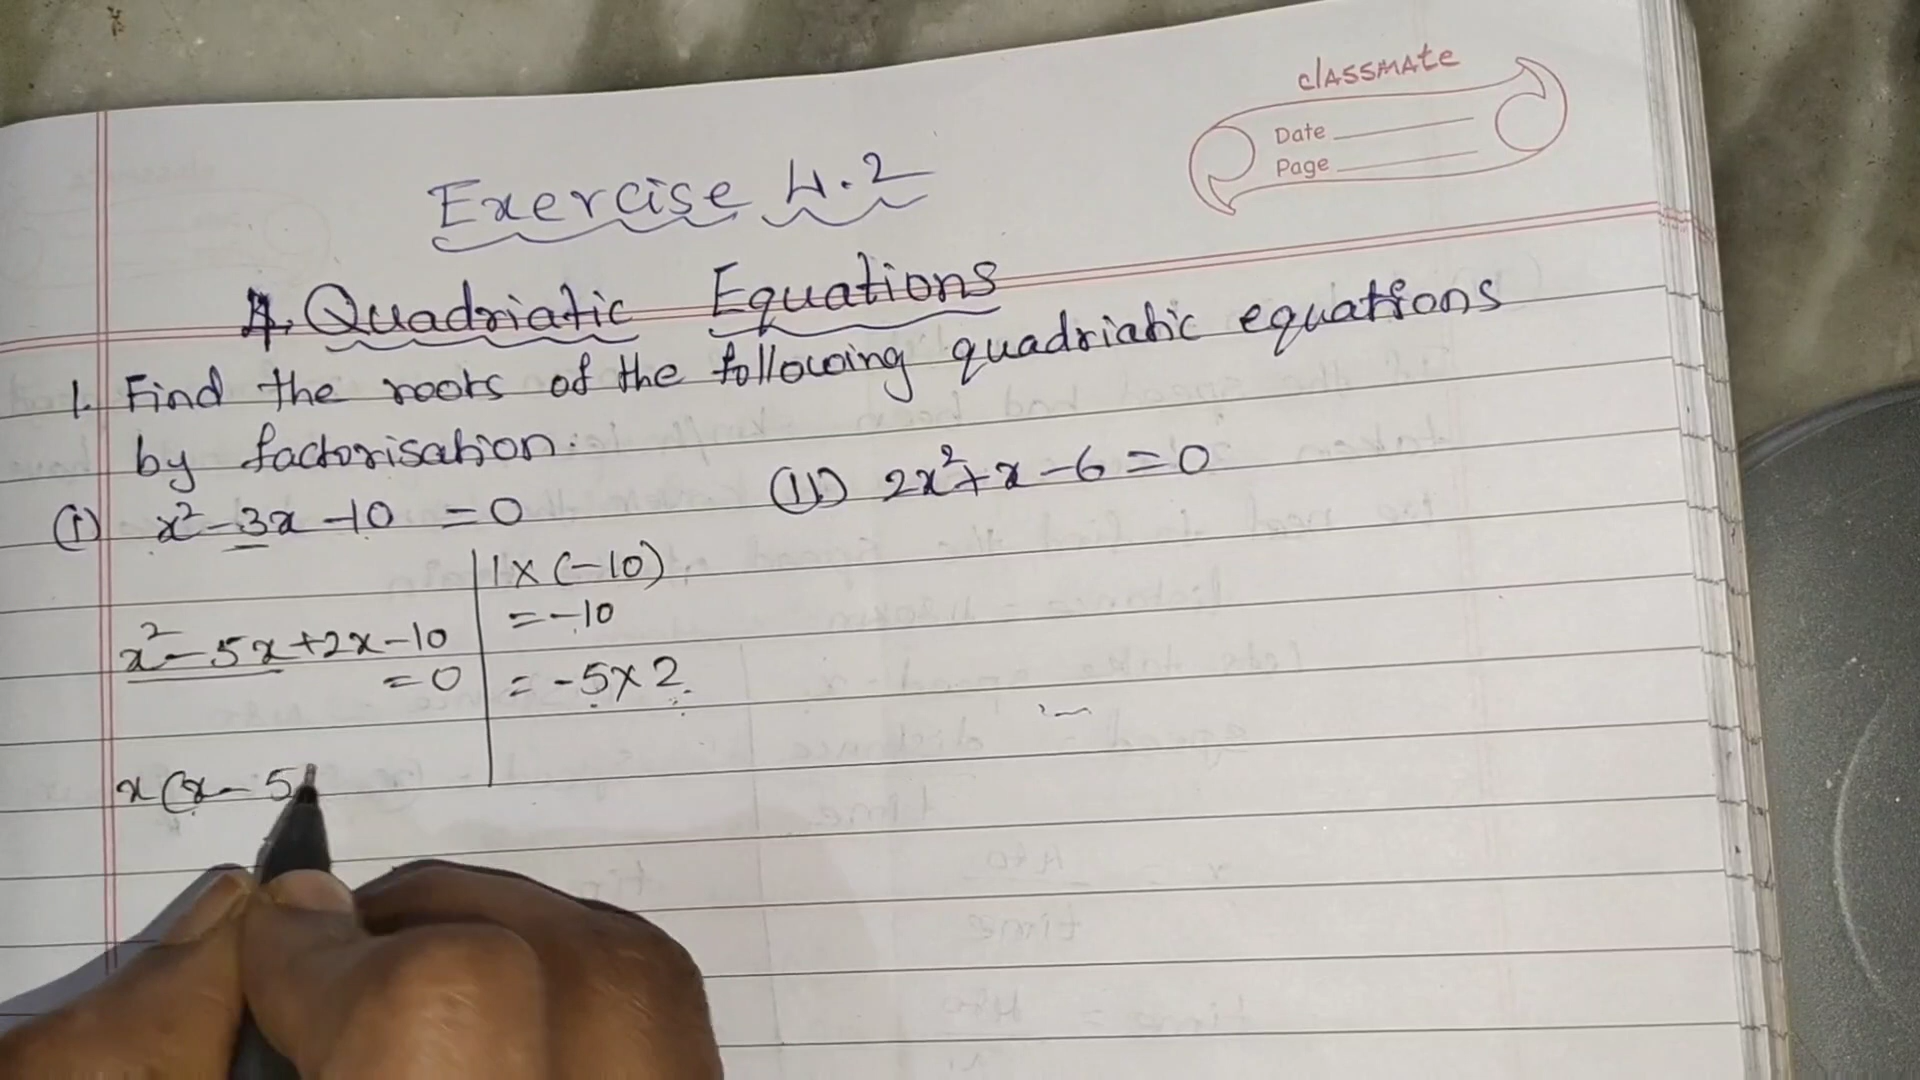 classmate
Date
Page
Exercise 4.2
4. Quadriatic Equations
1. Find the roots of the following quadriatic equations
by factorisation.
(i) x² - 3x - 10 = 0
(ii) 2x² + x - 6 = 0
x² - 5x + 2x - 10
= 0
1 × (-10)
= -10
= -5 × 2
x (x - 5